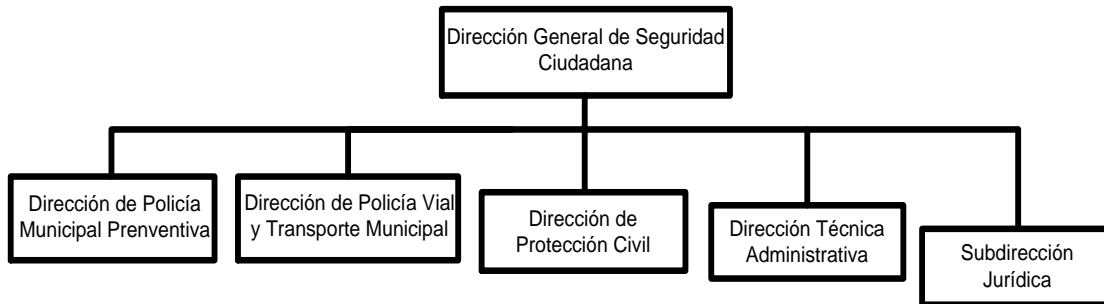 Dirección General de Seguridad
Ciudadana
Dirección de Policía
Municipal Prenventiva
Dirección de Policía Vial
y Transporte Municipal
Dirección de
Protección Civil
Dirección Técnica
Administrativa
Subdirección
Jurídica